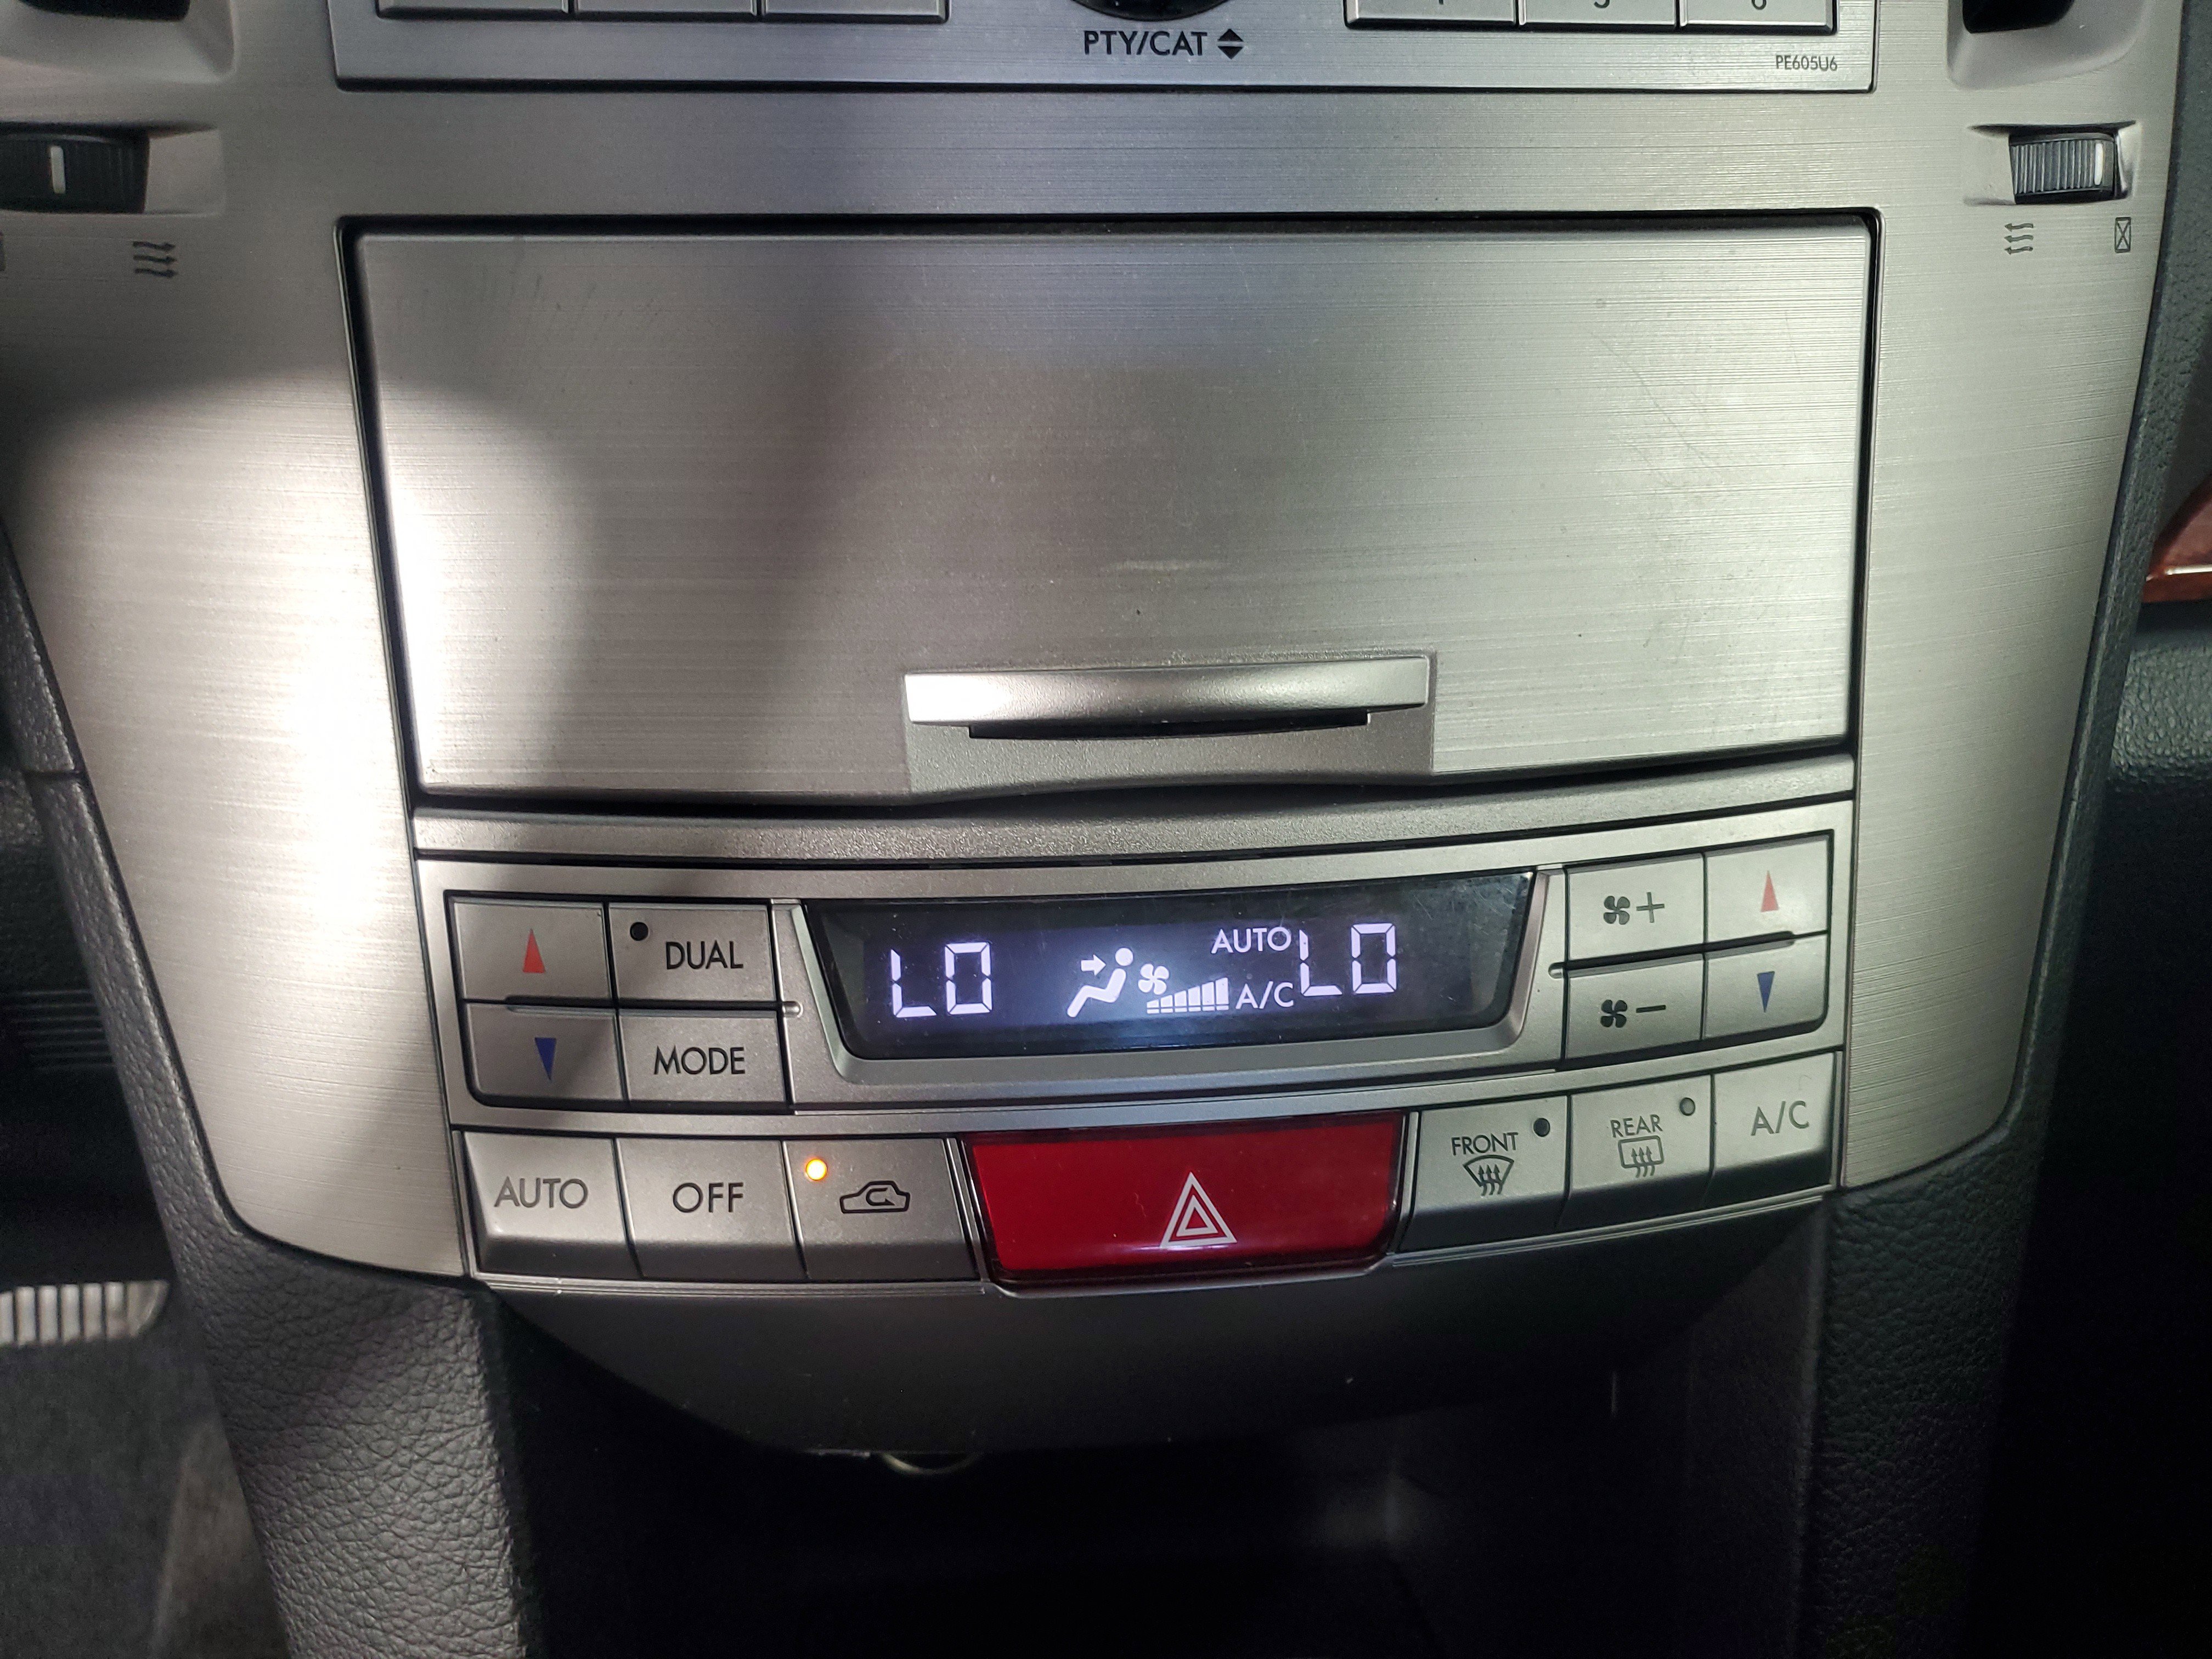 PTY/CAT
PE605U6
DUAL
LO
AUTO
LO
A/C
MODE
AUTO
OFF
FRONT
REAR
A/C